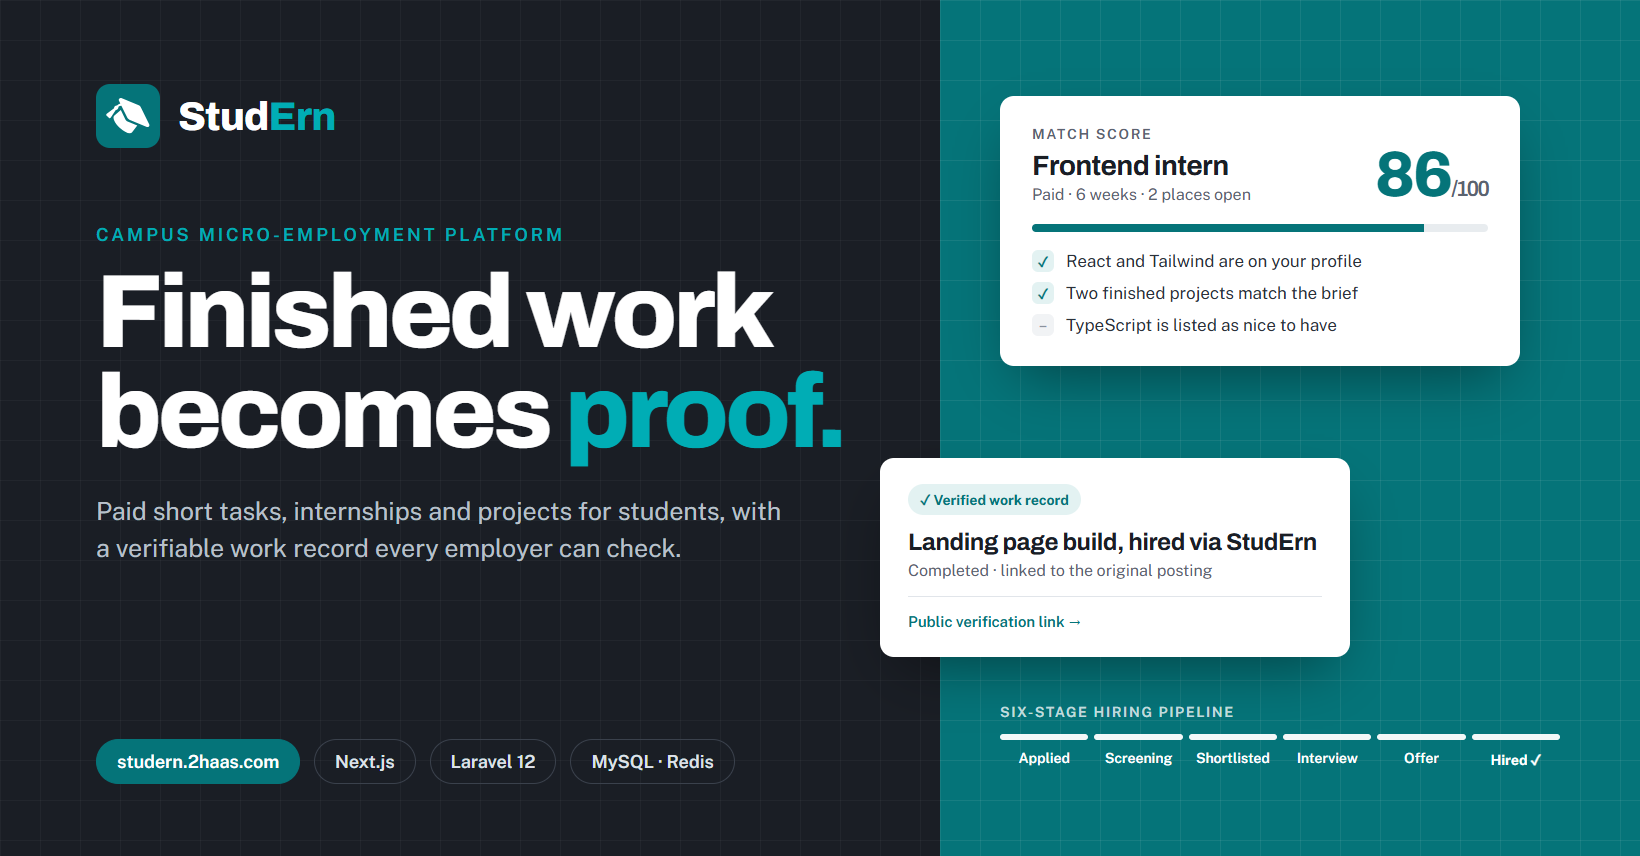 StudErn
CAMPUS MICRO-EMPLOYMENT PLATFORM
Finished work
becomes proof.
Paid short tasks, internships and projects for students, with
a verifiable work record every employer can check.
studern.2haas.com
Next.js
Laravel 12
MySQL · Redis
MATCH SCORE
Frontend intern
Paid · 6 weeks · 2 places open
86/100
✓ React and Tailwind are on your profile
✓ Two finished projects match the brief
– TypeScript is listed as nice to have
✓ Verified work record
Landing page build, hired via StudErn
Completed · linked to the original posting
Public verification link →
SIX-STAGE HIRING PIPELINE
Applied
Screening
Shortlisted
Interview
Offer
Hired ✓